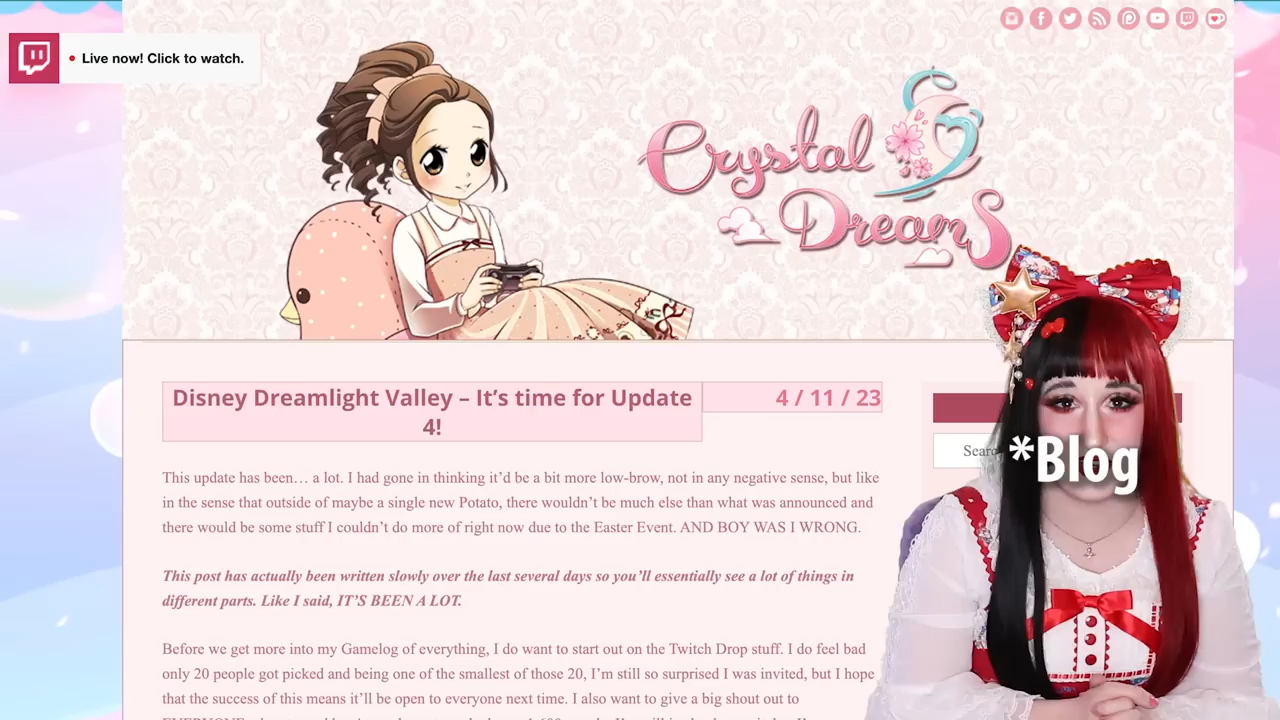 Live now! Click to watch.
Crystal
Dreams
Disney Dreamlight Valley – It’s time for Update
4!
4 / 11 / 23
This update has been… a lot. I had gone in thinking it’d be a bit more low-brow, not in any negative sense, but like
in the sense that outside of maybe a single new Potato, there wouldn’t be much else than what was announced and
there would be some stuff I couldn’t do more of right now due to the Easter Event. AND BOY WAS I WRONG.
This post has actually been written slowly over the last several days so you’ll essentially see a lot of things in
different parts. Like I said, IT’S BEEN A LOT.
Before we get more into my Gamelog of everything, I do want to start out on the Twitch Drop stuff. I do feel bad
only 20 people got picked and being one of the smallest of those 20, I’m still so surprised I was invited, but I hope
that the success of this means it’ll be open to everyone next time. I also want to give a big shout out to
*Blog